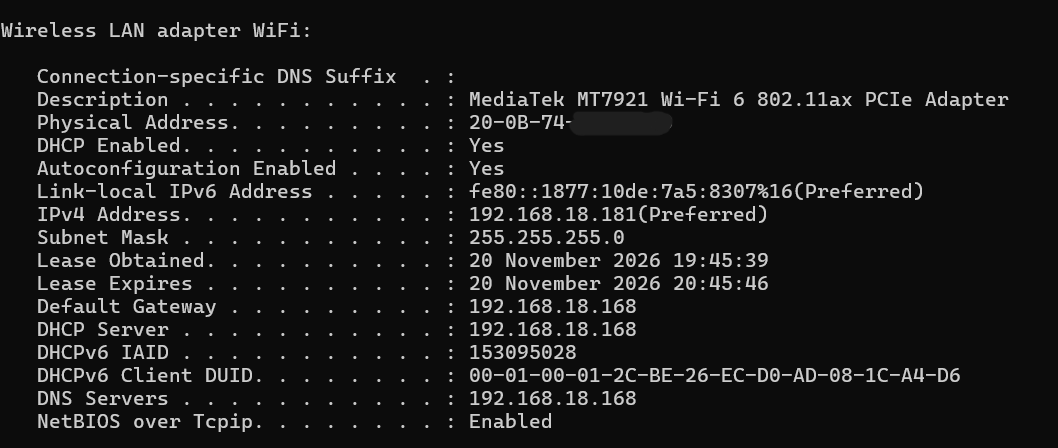 Wireless LAN adapter WiFi:
Connection-specific DNS Suffix  . :
Description . . . . . . . . . . . : MediaTek MT7921 Wi-Fi 6 802.11ax PCIe Adapter
Physical Address. . . . . . . . . : 20-0B-74-
DHCP Enabled. . . . . . . . . . . : Yes
Autoconfiguration Enabled . . . . : Yes
Link-local IPv6 Address . . . . . : fe80::1877:10de:7a5:8307%16(Preferred)
IPv4 Address. . . . . . . . . . . : 192.168.18.181(Preferred)
Subnet Mask . . . . . . . . . . . : 255.255.255.0
Lease Obtained. . . . . . . . . . : 20 November 2026 19:45:39
Lease Expires . . . . . . . . . . : 20 November 2026 20:45:46
Default Gateway . . . . . . . . . : 192.168.18.168
DHCP Server . . . . . . . . . . . : 192.168.18.168
DHCPv6 IAID . . . . . . . . . . . : 153095028
DHCPv6 Client DUID. . . . . . . . : 00-01-00-01-2C-BE-26-EC-D0-AD-08-1C-A4-D6
DNS Servers . . . . . . . . . . . : 192.168.18.168
NetBIOS over Tcpip. . . . . . . . : Enabled